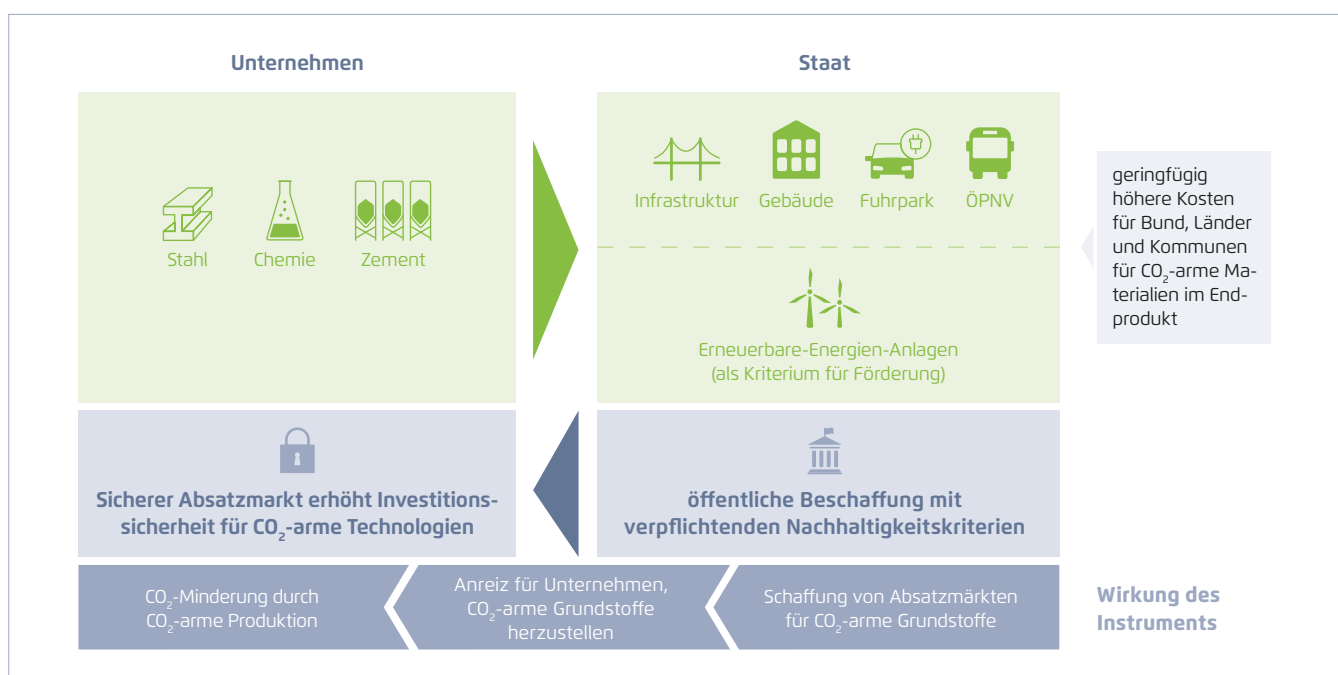 Unternehmen
Staat
Stahl
Chemie
Zement
Infrastruktur
Gebäude
Fuhrpark
ÖPNV
Erneuerbare-Energien-Anlagen
(als Kriterium für Förderung)
geringfügig
höhere Kosten
für Bund, Länder
und Kommunen
für CO₂-arme Ma-
terialien im End-
produkt
Sicherer Absatzmarkt erhöht Investitions-
sicherheit für CO₂-arme Technologien
öffentliche Beschaffung mit
verpflichtenden Nachhaltigkeitskriterien
CO₂-Minderung durch
CO₂-arme Produktion
Anreiz für Unternehmen,
CO₂-arme Grundstoffe
herzustellen
Schaffung von Absatzmärkten
für CO₂-arme Grundstoffe
Wirkung des
Instruments